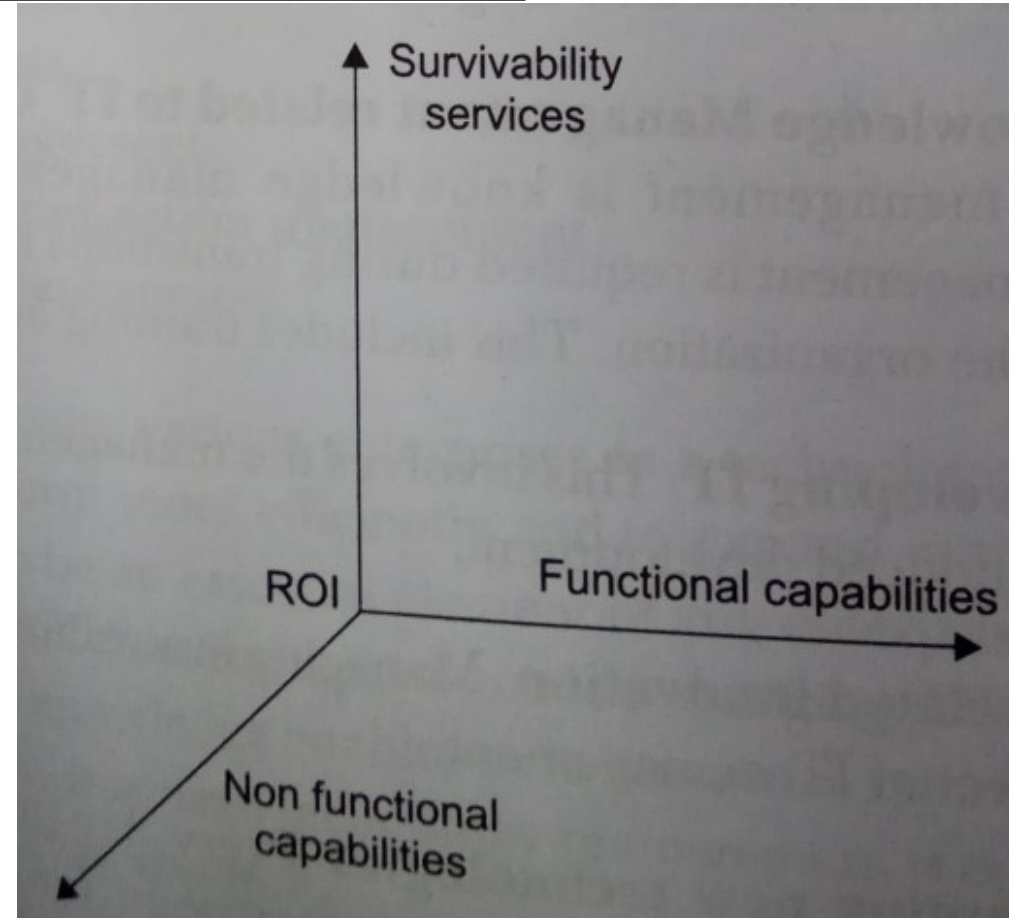 Survivability
services
ROI
Functional capabilities
Non functional
capabilities